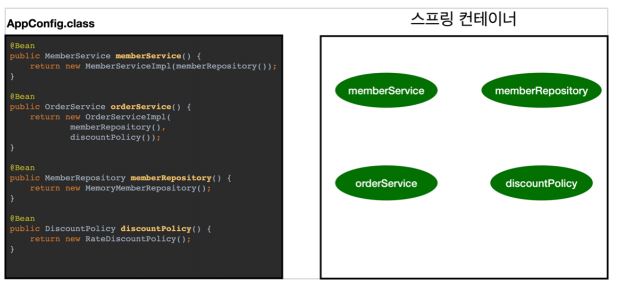 AppConfig.class
@Bean
public MemberService memberService() {
return new MemberServiceImpl(memberRepository());
}
@Bean
public OrderService orderService() {
return new OrderServiceImpl(
memberRepository(),
discountPolicy());
}
@Bean
public MemberRepository memberRepository() {
return new MemoryMemberRepository();
}
@Bean
public DiscountPolicy discountPolicy() {
return new RateDiscountPolicy();
}
스프링 컨테이너
memberService
memberRepository
orderService
discountPolicy